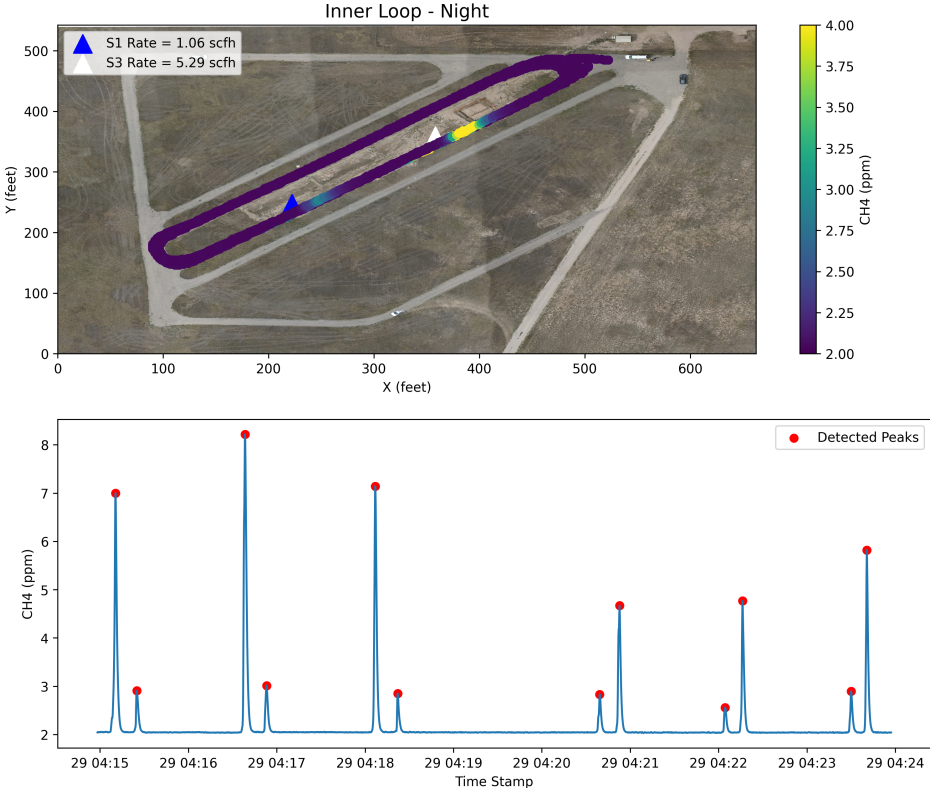 Inner Loop - Night
S1 Rate = 1.06 scfh
S3 Rate = 5.29 scfh
500
400
300
200
100
0
Y (feet)
0 100 200 300 400 500 600
X (feet)
4.00
3.75
3.50
3.25
3.00
2.75
2.50
2.25
2.00
CH4 (ppm)
Detected Peaks
8
7
6
5
4
3
2
CH4 (ppm)
29 04:15 29 04:16 29 04:17 29 04:18 29 04:19 29 04:20 29 04:21 29 04:22 29 04:23 29 04:24
Time Stamp